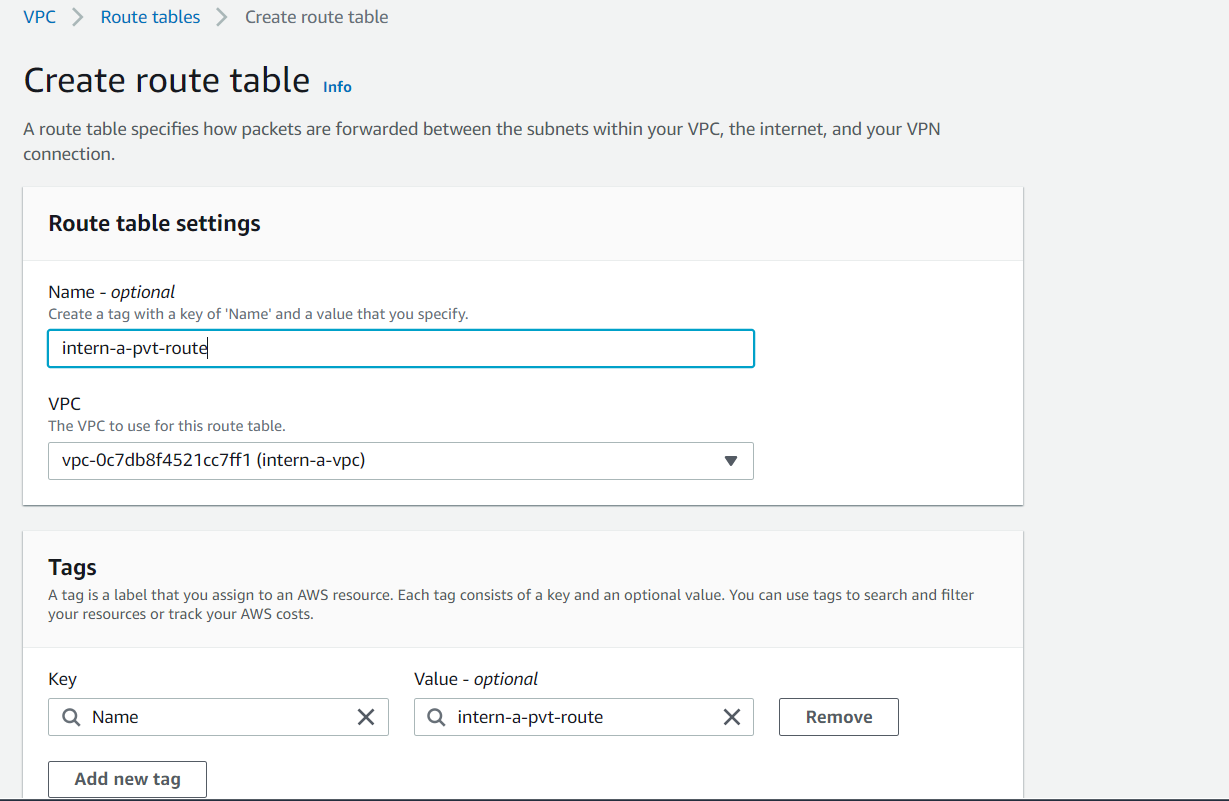 VPC > Route tables > Create route table
Create route table Info
A route table specifies how packets are forwarded between the subnets within your VPC, the internet, and your VPN
connection.
Route table settings
Name - optional
Create a tag with a key of 'Name' and a value that you specify.
intern-a-pvt-route
VPC
The VPC to use for this route table.
vpc-0c7db8f4521cc7ff1 (intern-a-vpc)
Tags
A tag is a label that you assign to an AWS resource. Each tag consists of a key and an optional value. You can use tags to search and filter
your resources or track your AWS costs.
Key Value - optional
Name intern-a-pvt-route Remove
Add new tag